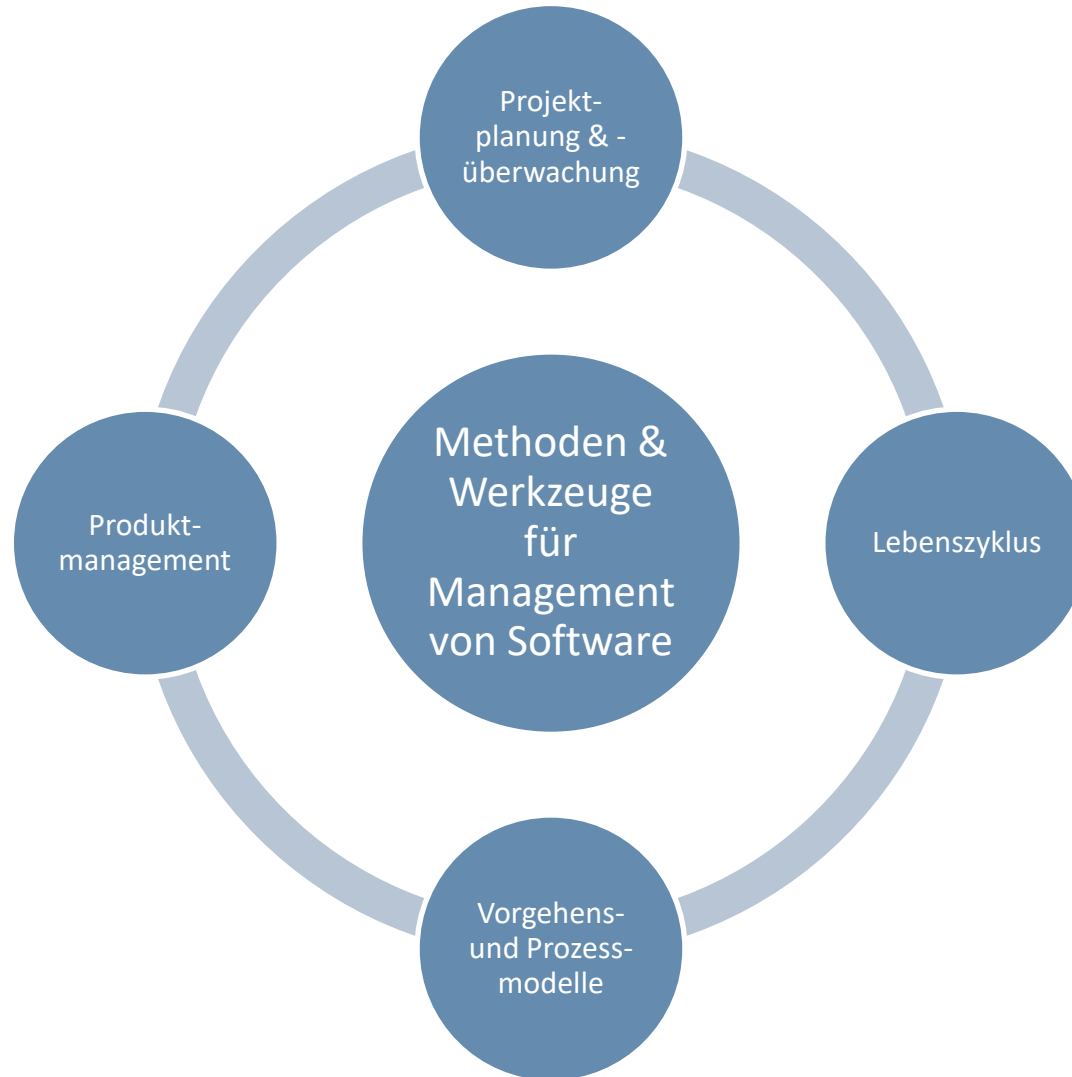 Projekt-
planung & -
überwachung
Methoden &
Werkzeuge
für
Management
von Software
Produkt-
management
Lebenszyklus
Vorgehens-
und Prozess-
modelle